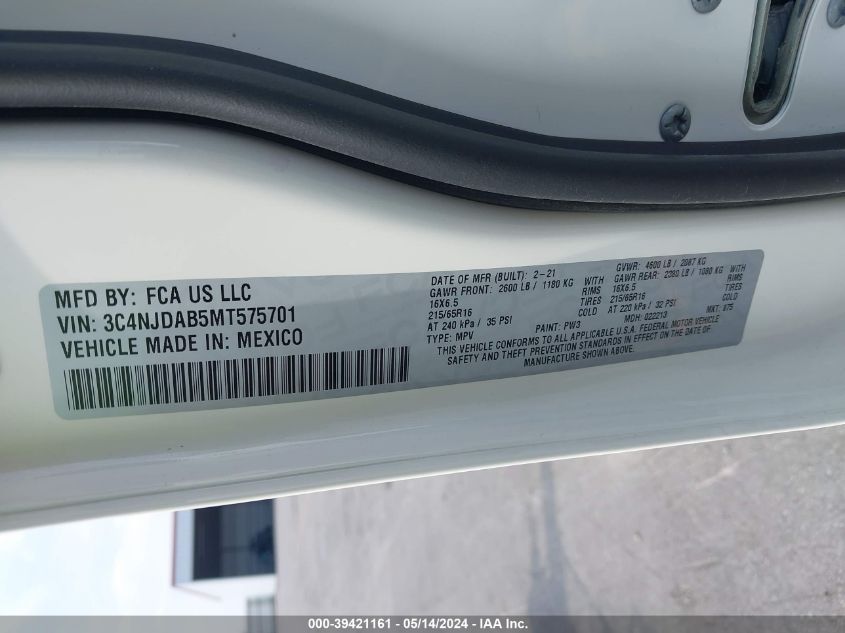 MFD BY: FCA US LLC
VIN: 3C4NJDAB5MT575701
VEHICLE MADE IN: MEXICO
DATE OF MFR (BUILT): 2-21
GAWR FRONT: 2600 LB / 1180 KG WITH
16X6.5 RIMS
215/65R16 TIRES
AT 240 kPa / 35 PSI COLD
TYPE: MPV PAINT: PW3
GVWR: 4600 LB / 2087 KG
GAWR REAR: 2380 LB / 1080 KG WITH
16X6.5 RIMS
215/65R16 TIRES
AT 220 kPa / 32 PSI COLD
MDH: 022213 MKT:
THIS VEHICLE CONFORMS TO ALL APPLICABLE U.S.A. FEDERAL MOTOR VEHICLE
SAFETY AND THEFT PREVENTION STANDARDS IN EFFECT ON THE DATE OF
MANUFACTURE SHOWN ABOVE.
000-39421161 - 05/14/2024 - IAA Inc.